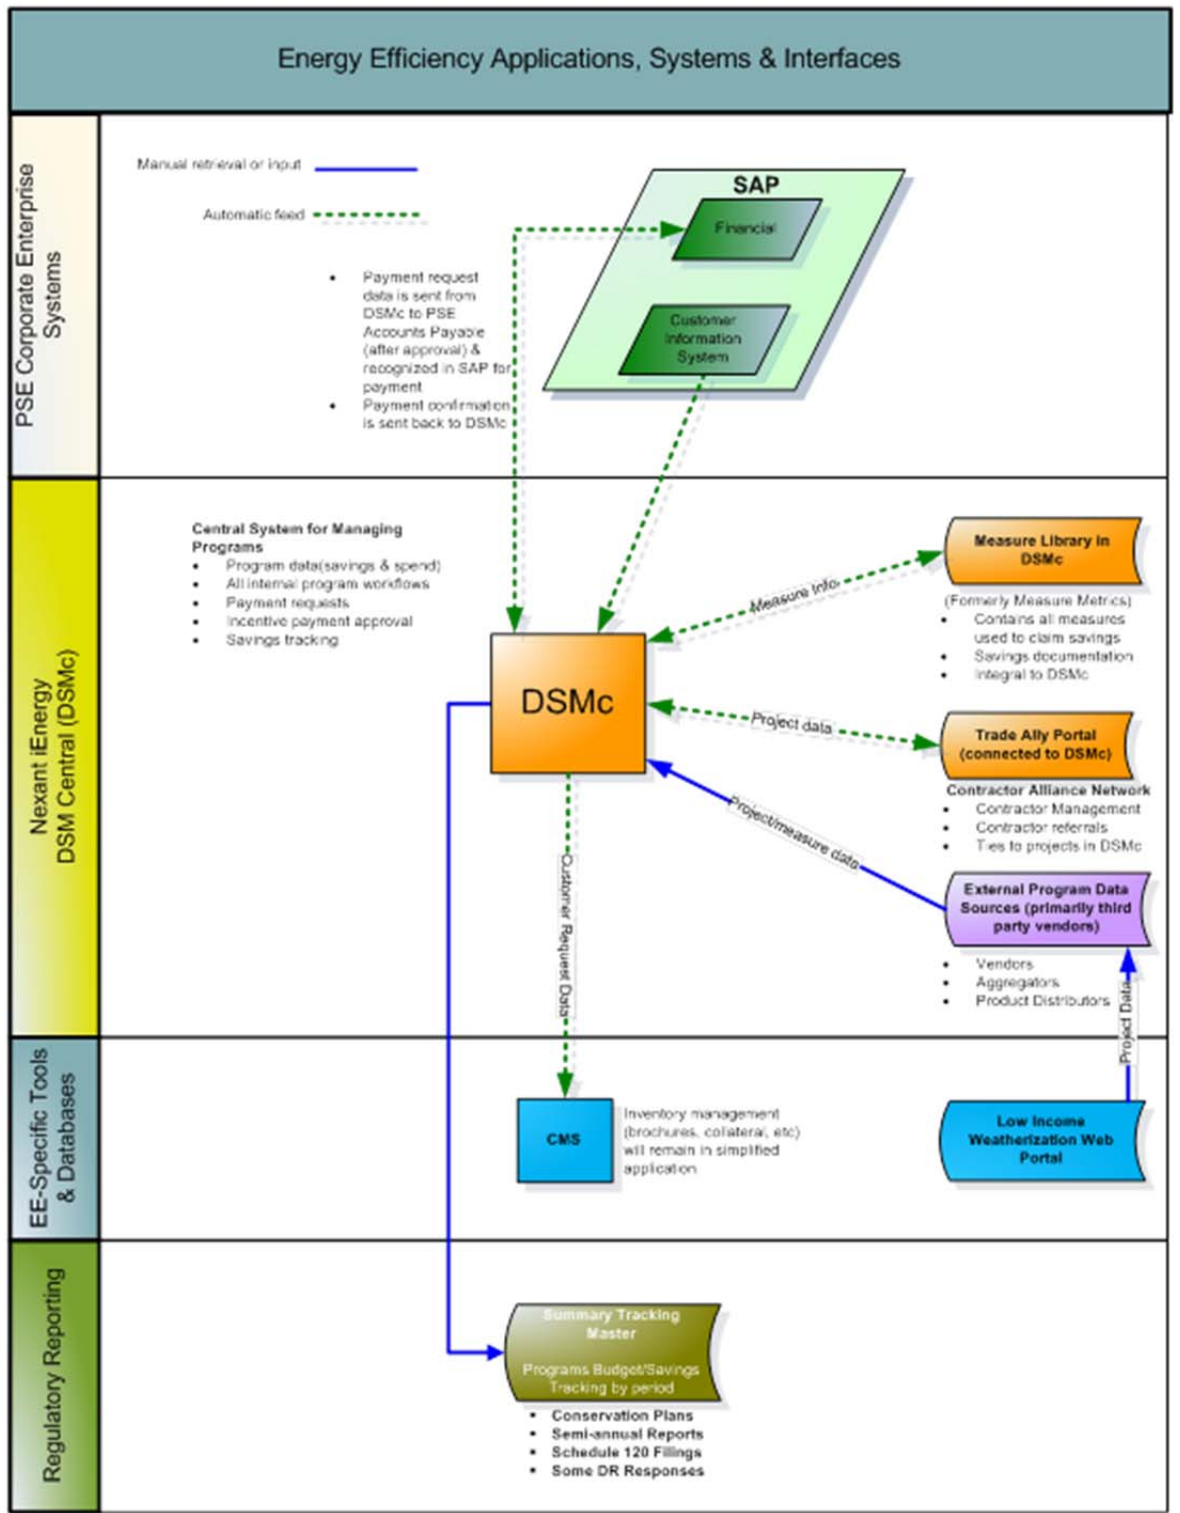 Energy Efficiency Applications, Systems & Interfaces
PSE Corporate Enterprise
Systems
Manual retrieval or input
Automatic feed
• Payment request
data is sent from
DSMc to PSE
Accounts Payable
(after approval) &
recognized in SAP for
payment
• Payment confirmation
is sent back to DSMc
SAP
Financial
Customer
Information
System
Nexant iEnergy
DSM Central (DSMc)
Central System for Managing
Programs
• Program data(savings & spend)
• All internal program workflows
• Payment requests
• Incentive payment approval
• Savings tracking
DSMc
Measure Info
Measure Library in
DSMc
(Formerly Measure Metrics)
• Contains all measures
used to claim savings
• Savings documentation
• Integral to DSMc
Project data
Trade Ally Portal
(connected to DSMc)
Contractor Alliance Network
• Contractor Management
• Contractor referrals
• Ties to projects in DSMc
Project/measure data
External Program Data
Sources (primarily third
party vendors)
• Vendors
• Aggregators
• Product Distributors
Customer Request Data
Project Data
EE-Specific Tools
& Databases
CMS
Inventory management
(brochures, collateral, etc)
will remain in simplified
application
Low Income
Weatherization Web
Portal
Regulatory Reporting
Summary Tracking
Master
Programs Budget/Savings
Tracking by period
▪ Conservation Plans
▪ Semi-annual Reports
▪ Schedule 120 Filings
▪ Some DR Responses